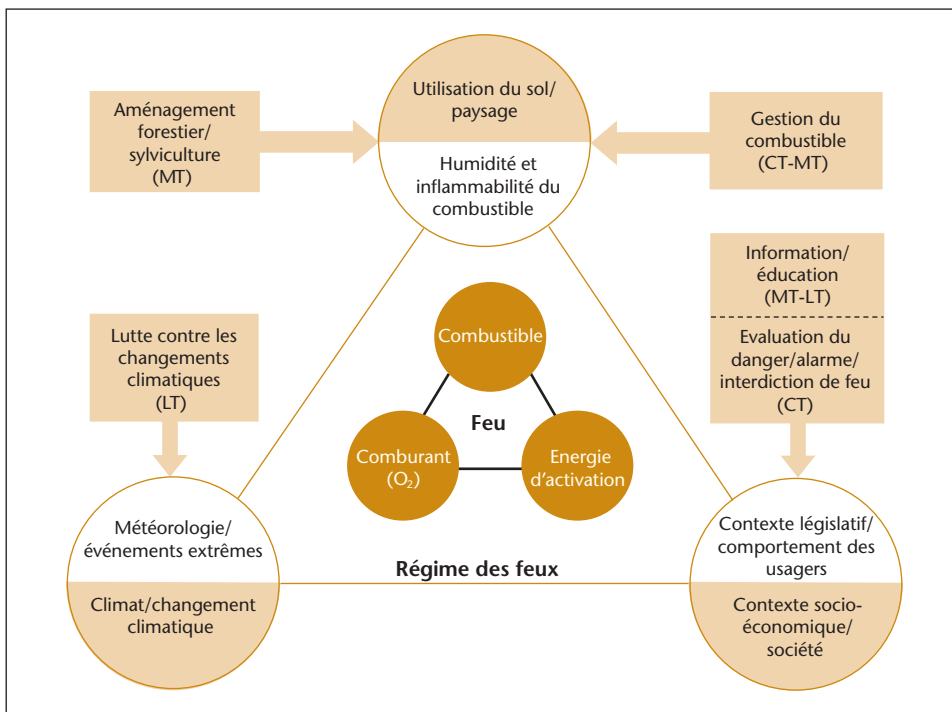 Utilisation du sol/
paysage
Humidité et
inflammabilité du
combustible
Aménagement
forestier/
sylviculture
(MT)
Gestion du
combustible
(CT-MT)
Information/
éducation
(MT-LT)
Evaluation du
danger/alarme/
interdiction de feu
(CT)
Lutte contre les
changements
climatiques
(LT)
Combustible
Feu
Comburant
(O₂)
Energie
d'activation
Météorologie/
événements extrêmes
Climat/changement
climatique
Régime des feux
Contexte législatif/
comportement des
usagers
Contexte socio-
économique/
société